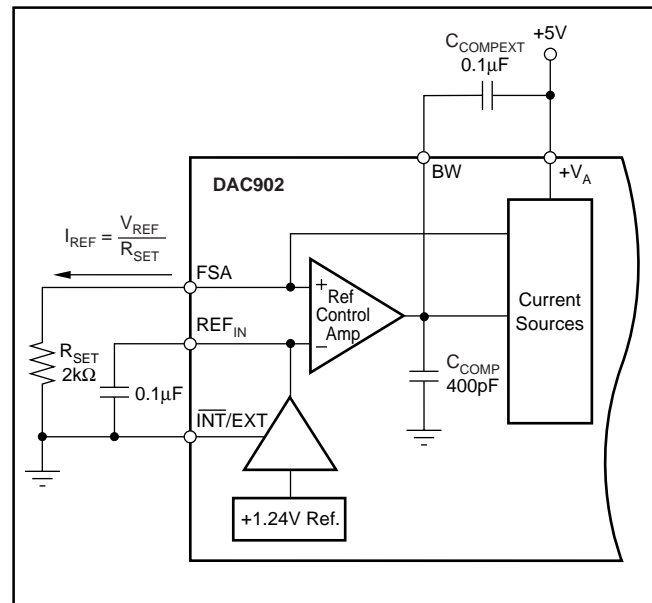 +5V
C_COMPEXT
0.1µF
BW
+V_A
DAC902
I_REF = V_REF / R_SET
FSA
+
Ref
Control
Amp
Current
Sources
REF_IN
–
R_SET
2kΩ
0.1µF
C_COMP
400pF
I̅N̅T̅/EXT
+1.24V Ref.